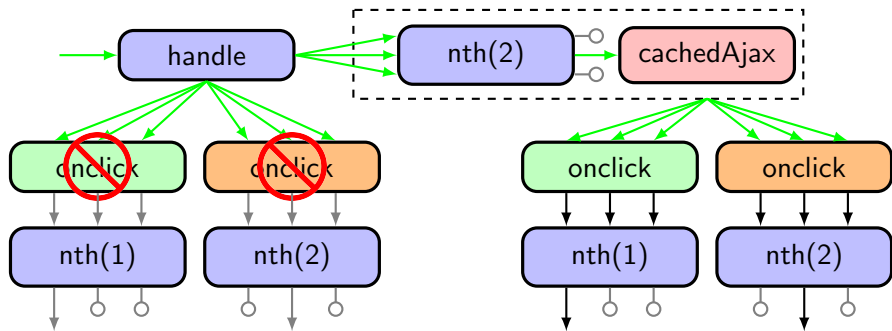 handle
nth(2)
cachedAjax
onclick
onclick
onclick
onclick
nth(1)
nth(2)
nth(1)
nth(2)